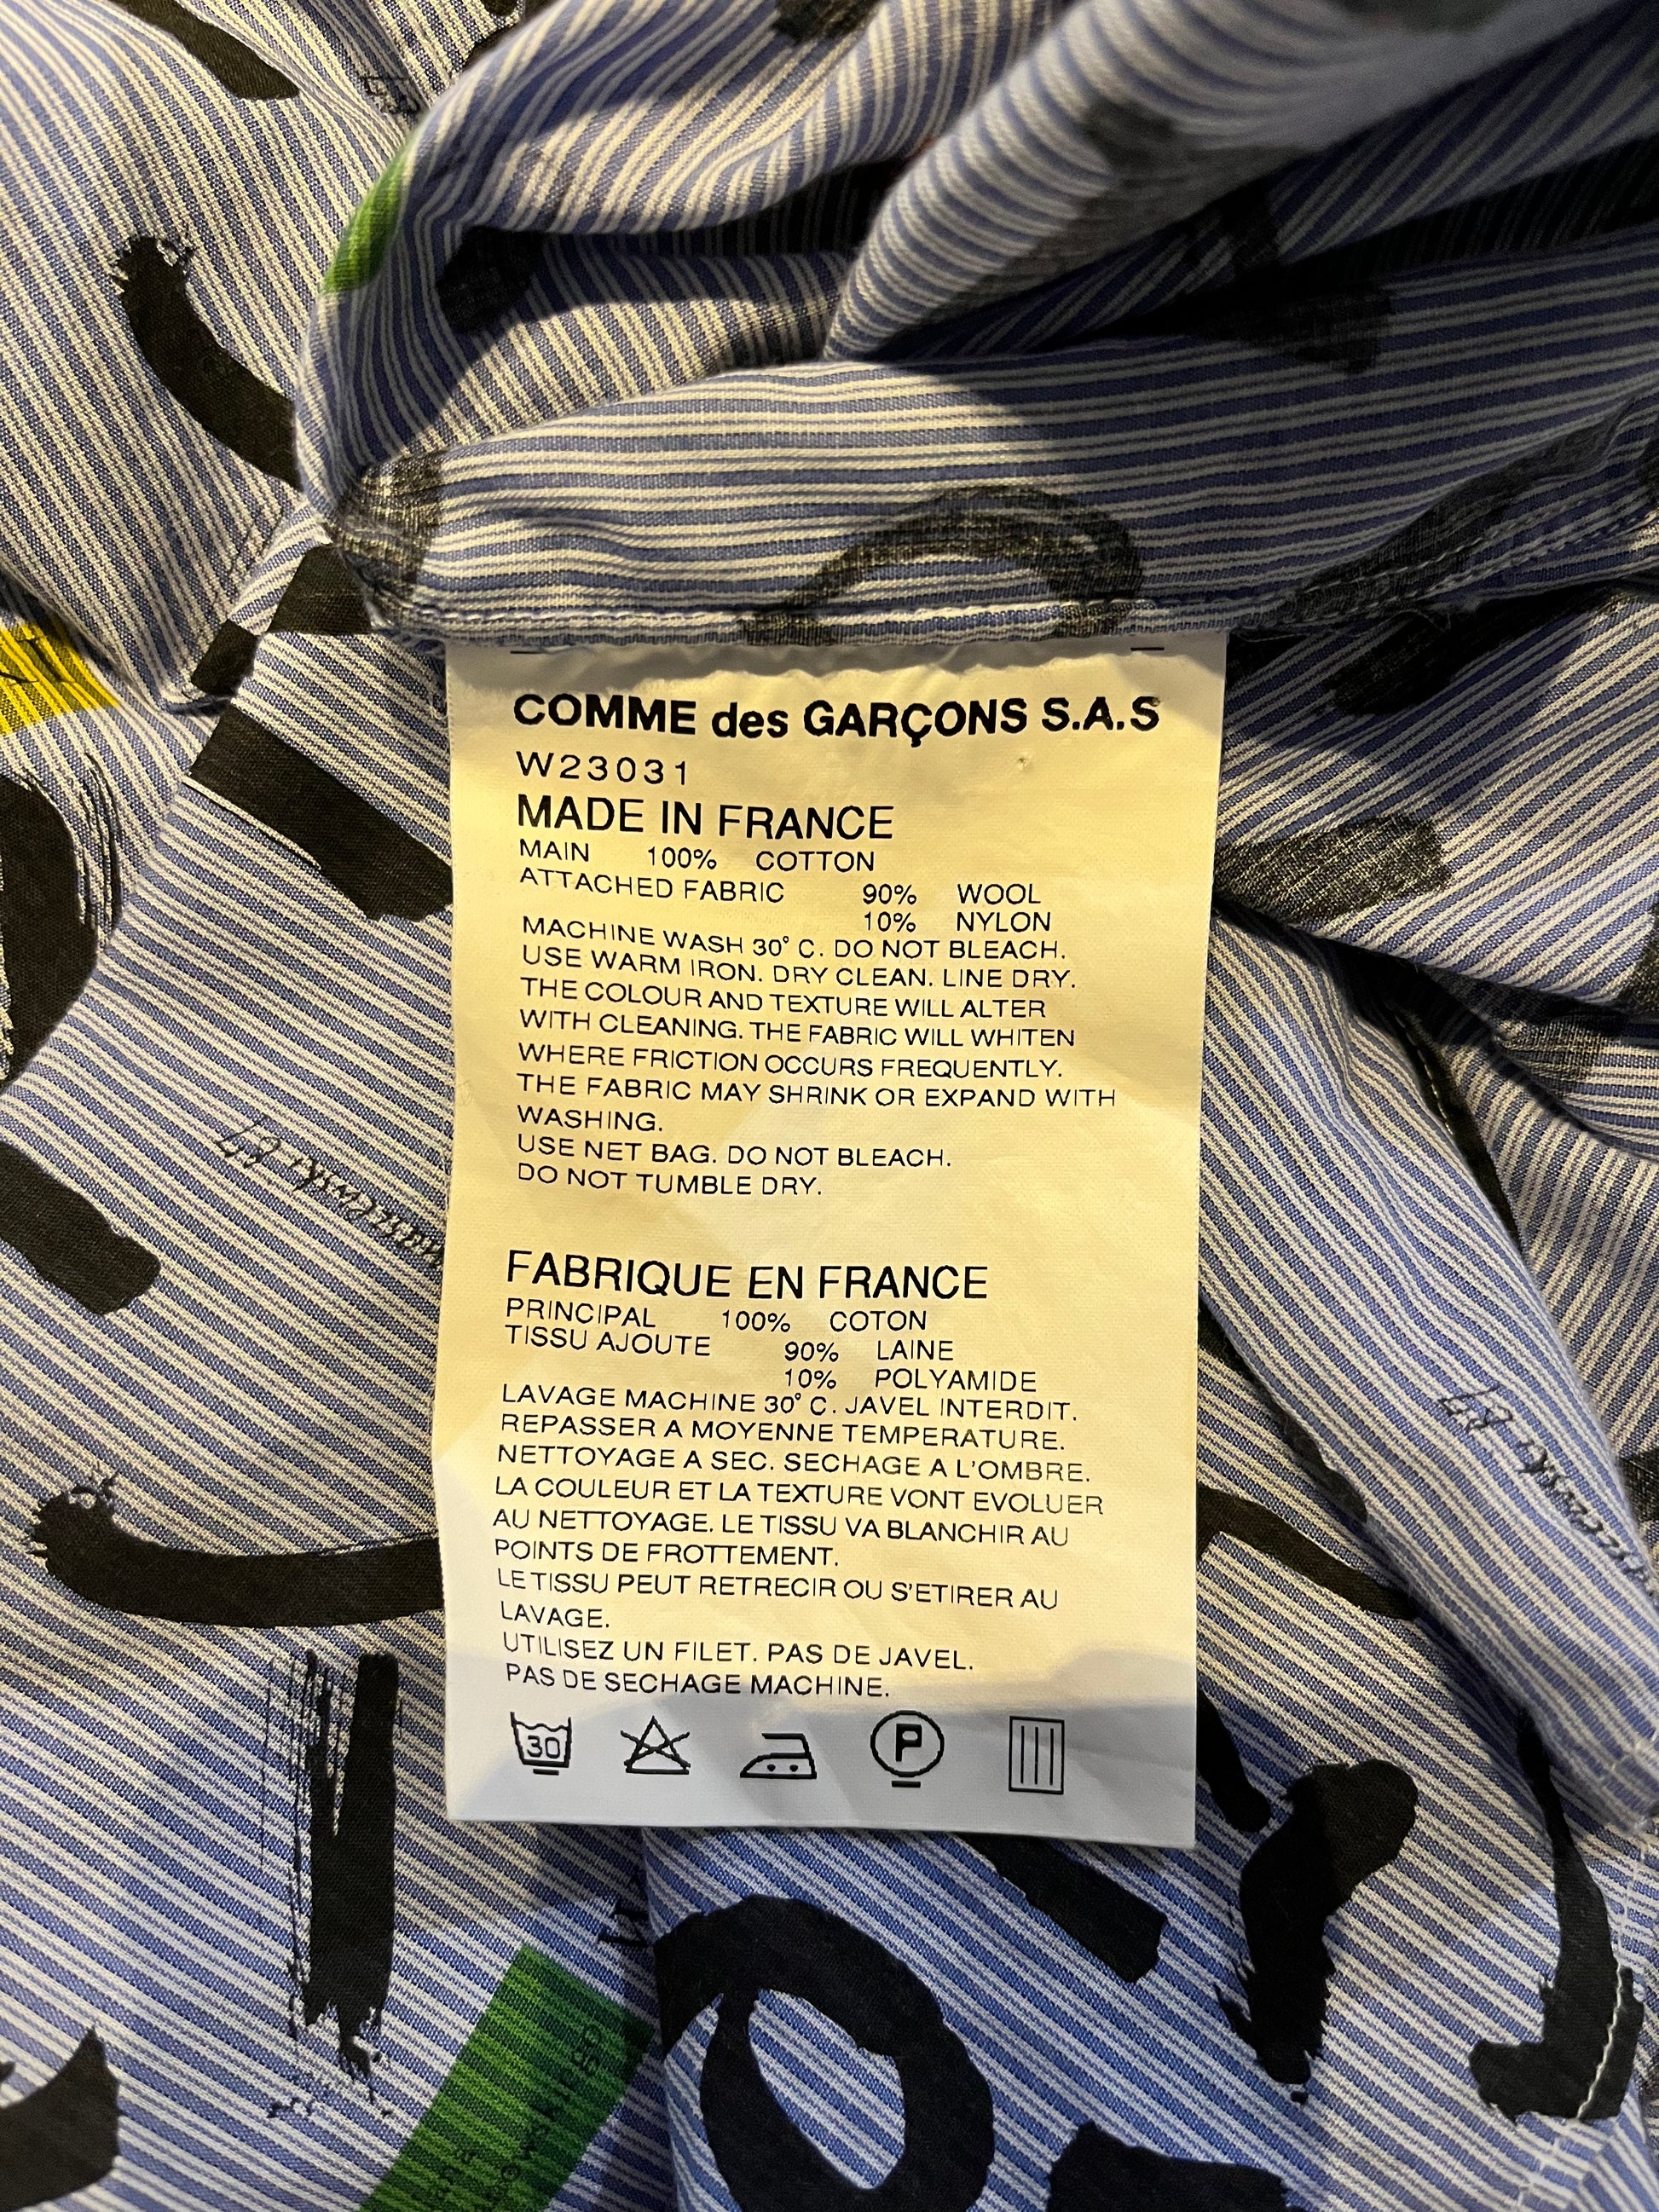 COMME des GARÇONS S.A.S
W23031
MADE IN FRANCE
MAIN 100% COTTON
ATTACHED FABRIC 90% WOOL
10% NYLON
MACHINE WASH 30° C. DO NOT BLEACH.
USE WARM IRON. DRY CLEAN. LINE DRY.
THE COLOUR AND TEXTURE WILL ALTER
WITH CLEANING. THE FABRIC WILL WHITEN
WHERE FRICTION OCCURS FREQUENTLY.
THE FABRIC MAY SHRINK OR EXPAND WITH
WASHING.
USE NET BAG. DO NOT BLEACH.
DO NOT TUMBLE DRY.
FABRIQUE EN FRANCE
PRINCIPAL 100% COTON
TISSU AJOUTE 90% LAINE
10% POLYAMIDE
LAVAGE MACHINE 30° C. JAVEL INTERDIT.
REPASSER A MOYENNE TEMPERATURE.
NETTOYAGE A SEC. SECHAGE A L'OMBRE.
LA COULEUR ET LA TEXTURE VONT EVOLUER
AU NETTOYAGE. LE TISSU VA BLANCHIR AU
POINTS DE FROTTEMENT.
LE TISSU PEUT RETRECIR OU S'ETIRER AU
LAVAGE.
UTILISEZ UN FILET. PAS DE JAVEL.
PAS DE SECHAGE MACHINE.
30 P
87
87